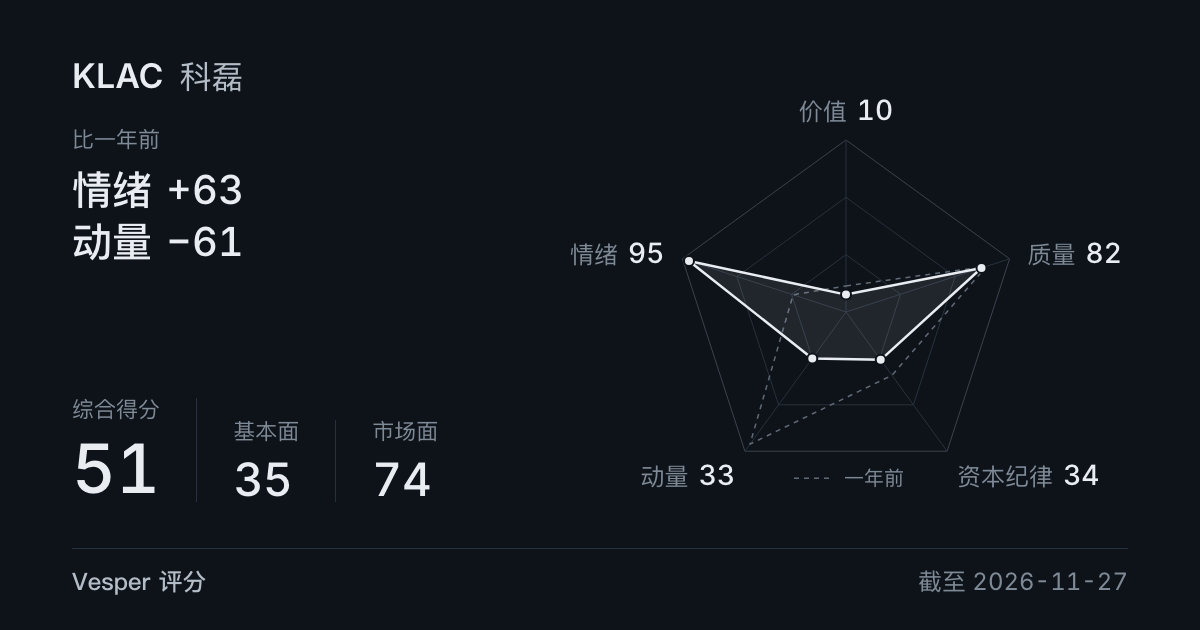 KLAC 科磊
比一年前
情绪 +63
动量 −61
综合得分
51
基本面
35
市场面
74
价值 10
情绪 95
质量 82
动量 33
一年前
资本纪律 34
Vesper 评分
截至 2026-11-27